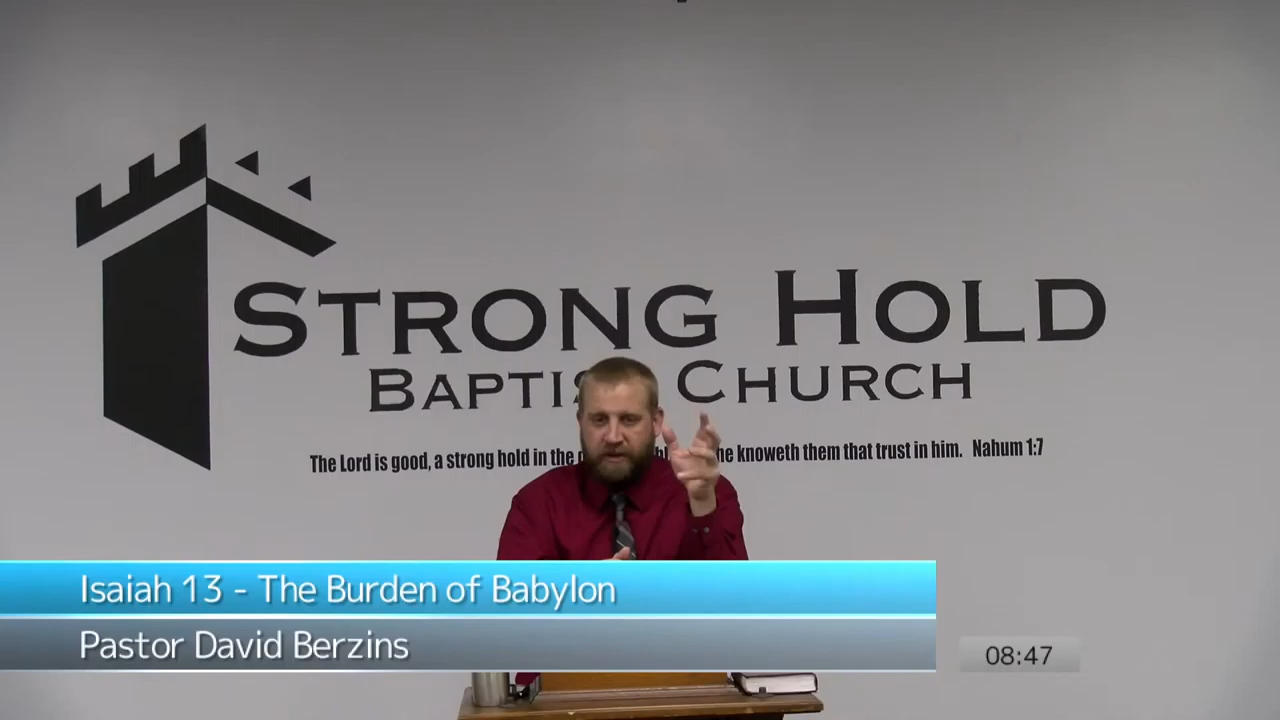 STRONG HOLD
BAPTIS CHURCH
The Lord is good, a strong hold in the he knoweth them that trust in him. Nahum 1:7
Isaiah 13 - The Burden of Babylon
Pastor David Berzins
08:47